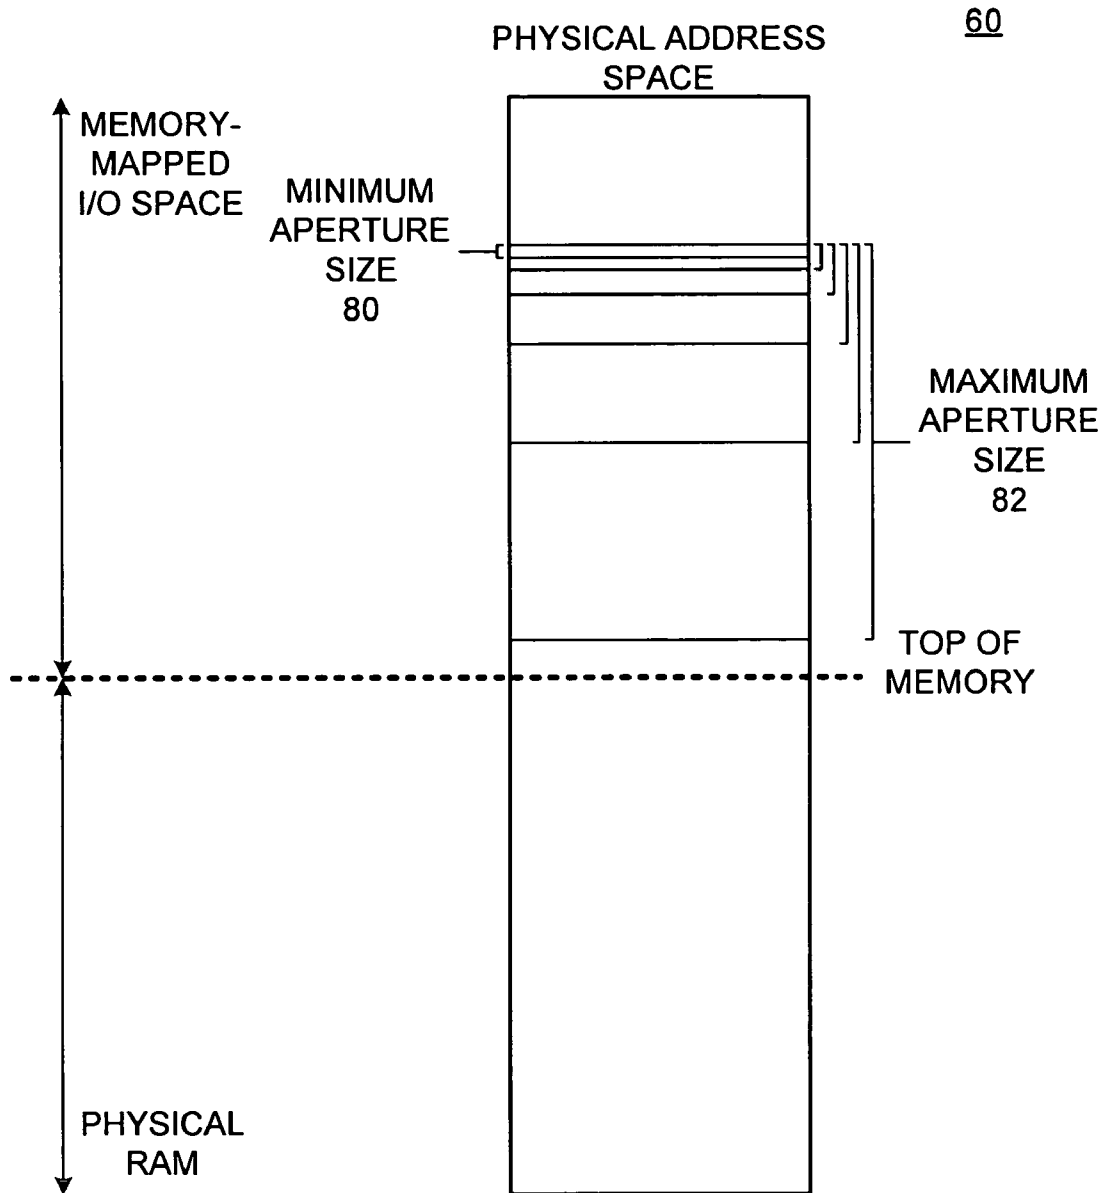 60
PHYSICAL ADDRESS
SPACE
MEMORY-
MAPPED
I/O SPACE
MINIMUM
APERTURE
SIZE
80
MAXIMUM
APERTURE
SIZE
82
TOP OF
MEMORY
PHYSICAL
RAM